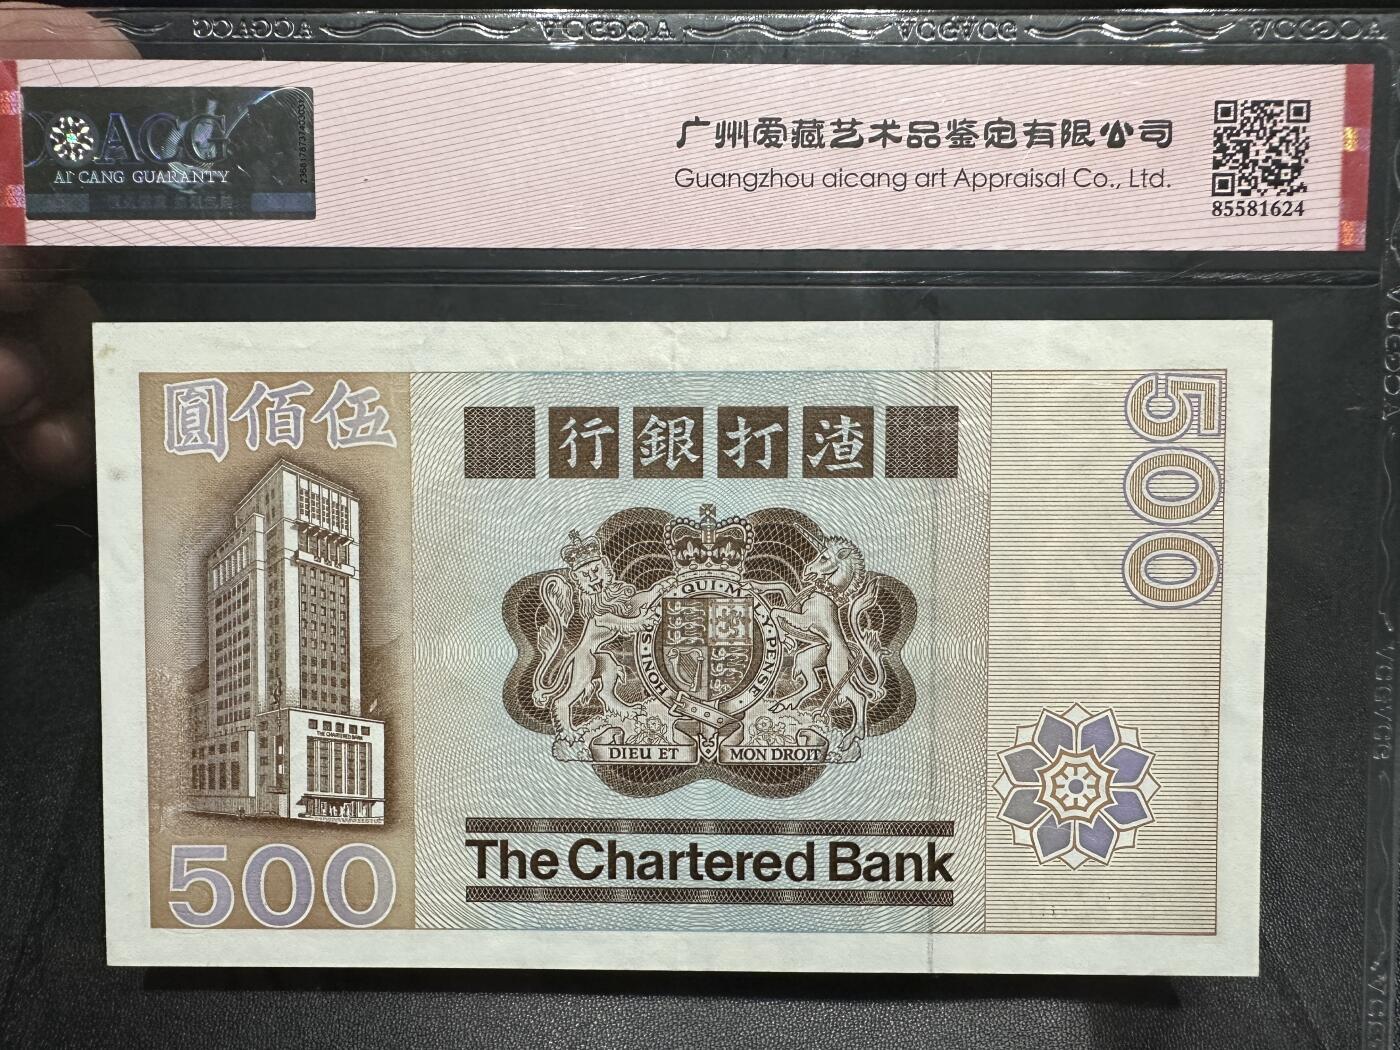 ACG
AI CANG GUARANTY
广州爱藏艺术品鉴定有限公司
Guangzhou aicang art Appraisal Co., Ltd.
85581624
圓佰伍
行銀打渣
500
QUI·M
LY·PENSE
HONI·S
DIEU ET MON DROIT
THE CHARTERED BANK
500
The Chartered Bank